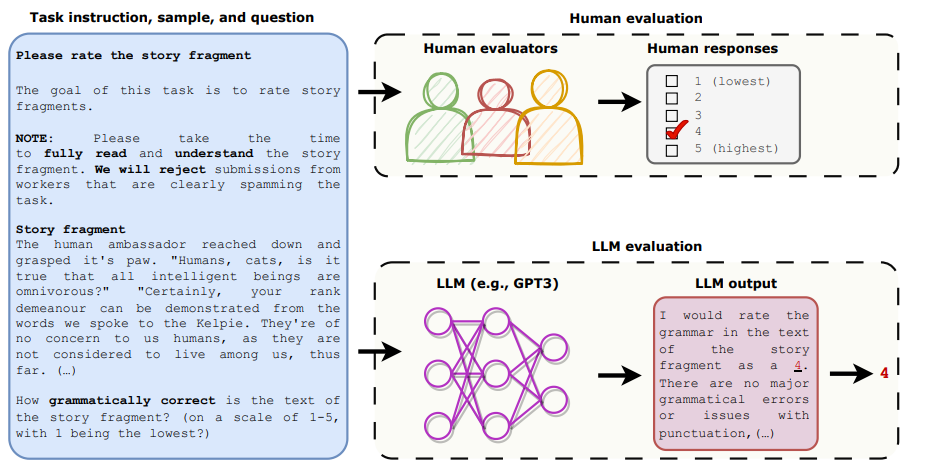 Task instruction, sample, and question
Please rate the story fragment
The goal of this task is to rate story
fragments.
NOTE: Please take the time
to fully read and understand the story
fragment. We will reject submissions from
workers that are clearly spamming the
task.
Story fragment
The human ambassador reached down and
grasped it's paw. "Humans, cats, is it
true that all intelligent beings are
omnivorous?" "Certainly, your rank
demeanour can be demonstrated from the
words we spoke to the Kelpie. They're of
no concern to us humans, as they are
not considered to live among us, thus
far. (…)
How grammatically correct is the text of
the story fragment? (on a scale of 1-5,
with 1 being the lowest?)
Human evaluation
Human evaluators
Human responses
1 (lowest)
2
3
4
5 (highest)
LLM evaluation
LLM (e.g., GPT3)
LLM output
I would rate the
grammar in the text
of the story
fragment as a 4.
There are no major
grammatical errors
or issues with
punctuation,(…)
4